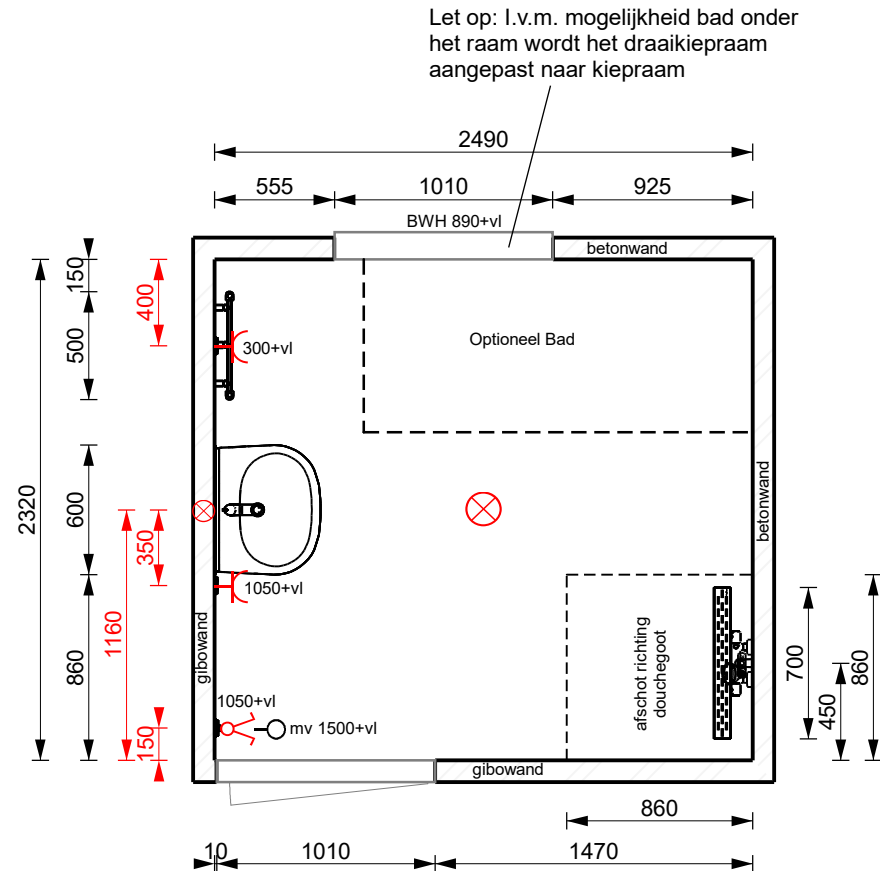 Let op: I.v.m. mogelijkheid bad onder
het raam wordt het draaikiepraam
aangepast naar kiepraam
2490
555
1010
925
BWH 890+vl
betonwand
150
400
500
300+vl
Optioneel Bad
2320
600
350
1050+vl
betonwand
gibowand
1160
860
1050+vl
mv 1500+vl
150
afschot richting
douchegoot
700
450
860
gibowand
860
10
1010
1470